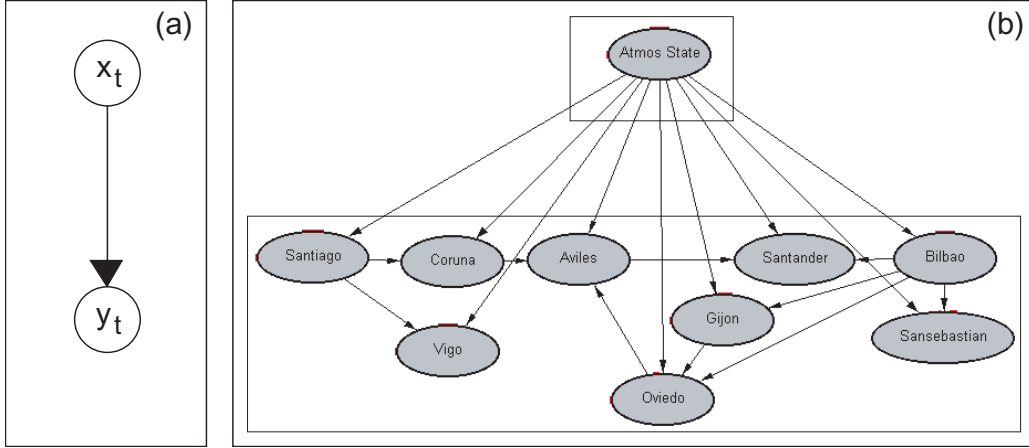 (a)
x_t
y_t
(b)
Atmos State
Santiago
Coruna
Aviles
Santander
Bilbao
Vigo
Gijon
Sansebastian
Oviedo